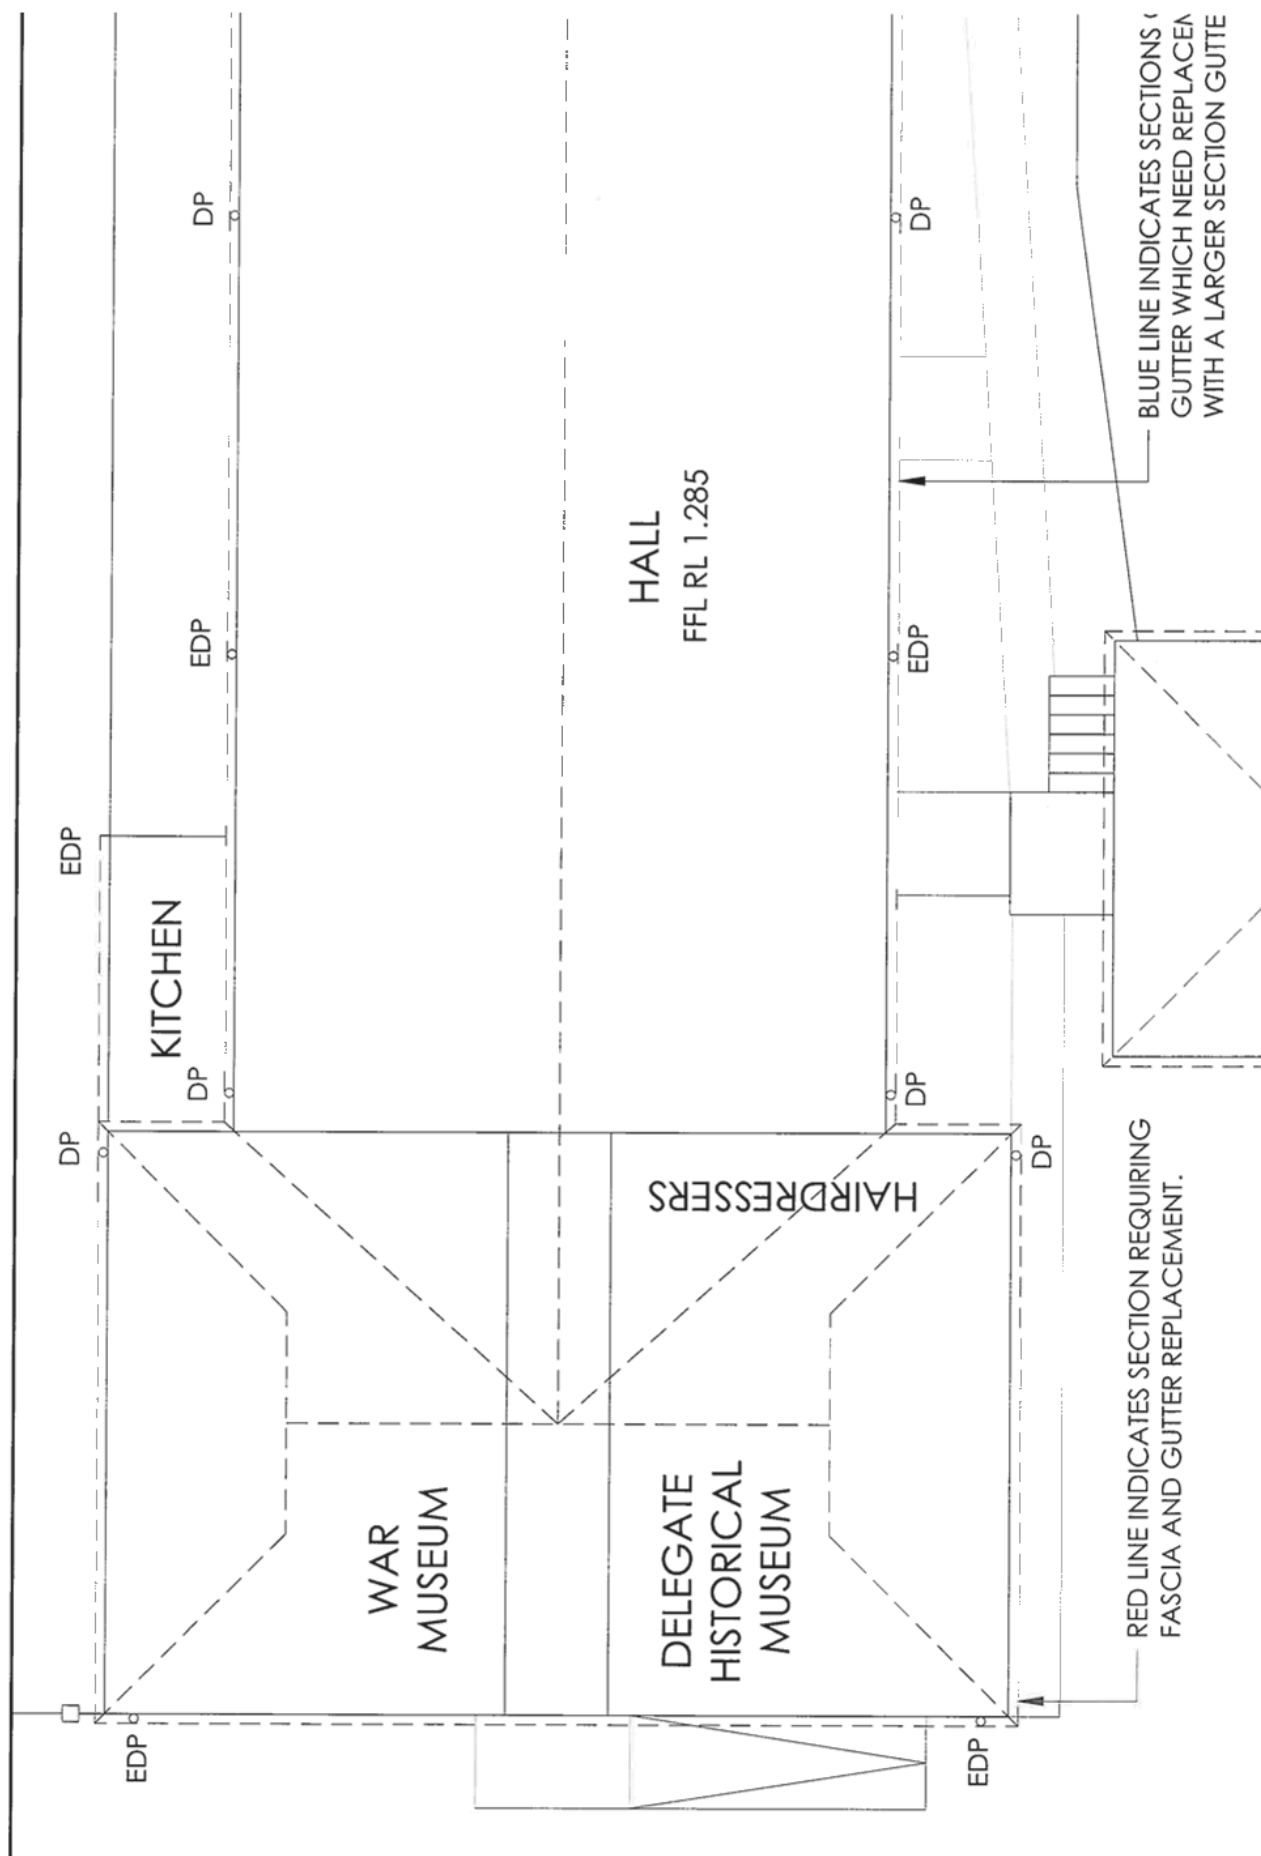 DP
DP
BLUE LINE INDICATES SECTIONS
GUTTER WHICH NEED
WITH A LARGER SECTION
HALL
FFL RL 1.285
EDP
EDP
EDP
KITCHEN
DP
DP
DP
DP
HAIRDRESSERS
WAR
MUSEUM
DELEGATE
HISTORICAL
MUSEUM
RED LINE INDICATES SECTION REQUIRING
FASCIA AND GUTTER REPLACEMENT.
EDP
EDP